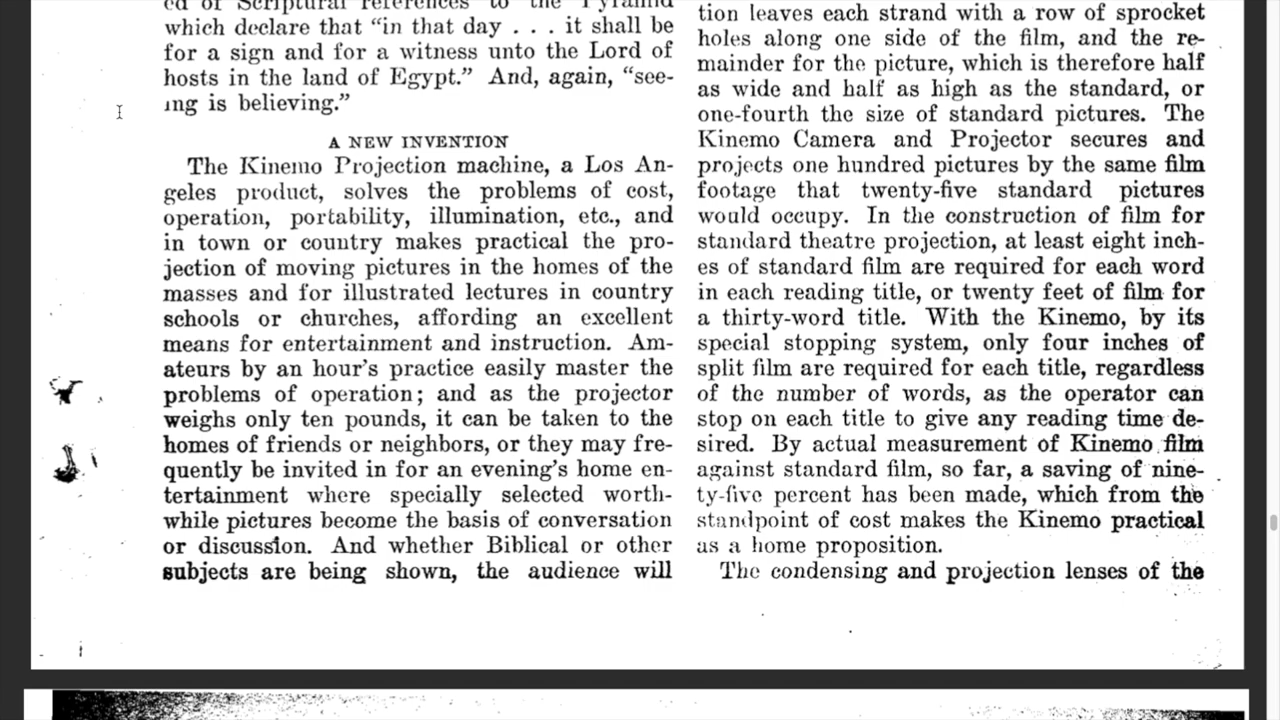 ed of Scriptural references to the Pyramid
which declare that “in that day . . . it shall be
for a sign and for a witness unto the Lord of
hosts in the land of Egypt.” And, again, “see-
ing is believing.”
A NEW INVENTION
The Kinemo Projection machine, a Los An-
geles product, solves the problems of cost,
operation, portability, illumination, etc., and
in town or country makes practical the pro-
jection of moving pictures in the homes of the
masses and for illustrated lectures in country
schools or churches, affording an excellent
means for entertainment and instruction. Am-
ateurs by an hour’s practice easily master the
problems of operation; and as the projector
weighs only ten pounds, it can be taken to the
homes of friends or neighbors, or they may fre-
quently be invited in for an evening’s home en-
tertainment where specially selected worth-
while pictures become the basis of conversation
or discussion. And whether Biblical or other
subjects are being shown, the audience will
tion leaves each strand with a row of sprocket
holes along one side of the film, and the re-
mainder for the picture, which is therefore half
as wide and half as high as the standard, or
one-fourth the size of standard pictures. The
Kinemo Camera and Projector secures and
projects one hundred pictures by the same film
footage that twenty-five standard pictures
would occupy. In the construction of film for
standard theatre projection, at least eight inch-
es of standard film are required for each word
in each reading title, or twenty feet of film for
a thirty-word title. With the Kinemo, by its
special stopping system, only four inches of
split film are required for each title, regardless
of the number of words, as the operator can
stop on each title to give any reading time de-
sired. By actual measurement of Kinemo film
against standard film, so far, a saving of nine-
ty-five percent has been made, which from the
standpoint of cost makes the Kinemo practical
as a home proposition.
The condensing and projection lenses of the